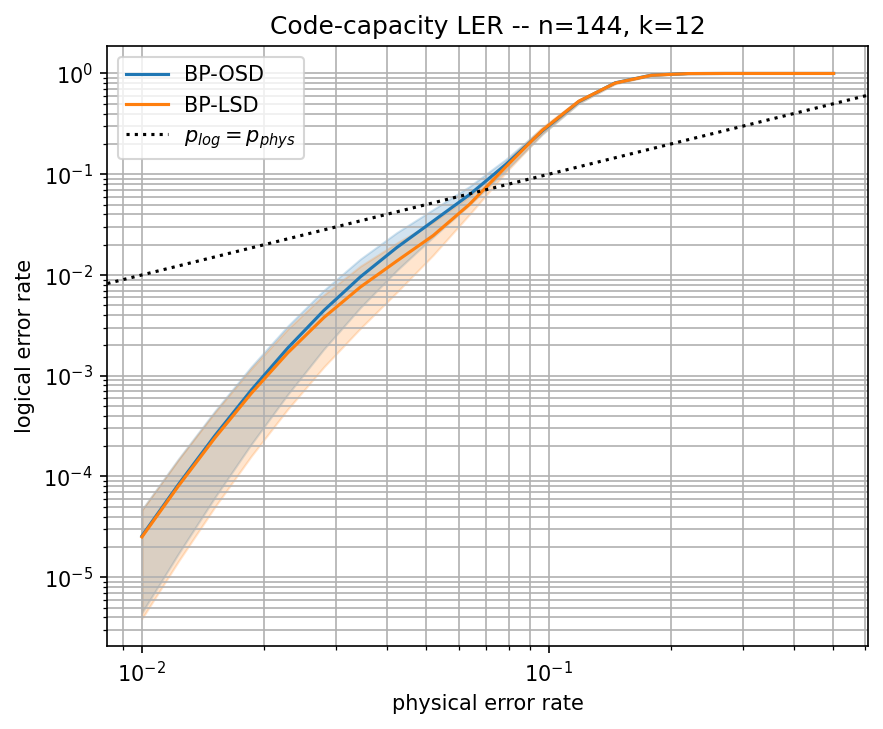 Code-capacity LER -- n=144, k=12
BP-OSD
BP-LSD
p_log = p_phys
logical error rate
10^0
10^-1
10^-2
10^-3
10^-4
10^-5
10^-2
10^-1
physical error rate